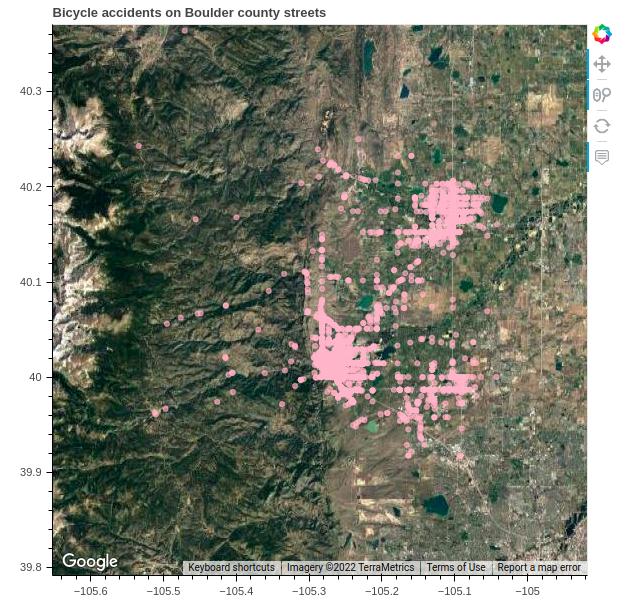 Bicycle accidents on Boulder county streets
40.3
40.2
40.1
40
39.9
39.8
Google
Keyboard shortcuts
Imagery ©2022 TerraMetrics
Terms of Use
Report a map error
−105.6
−105.5
−105.4
−105.3
−105.2
−105.1
−105